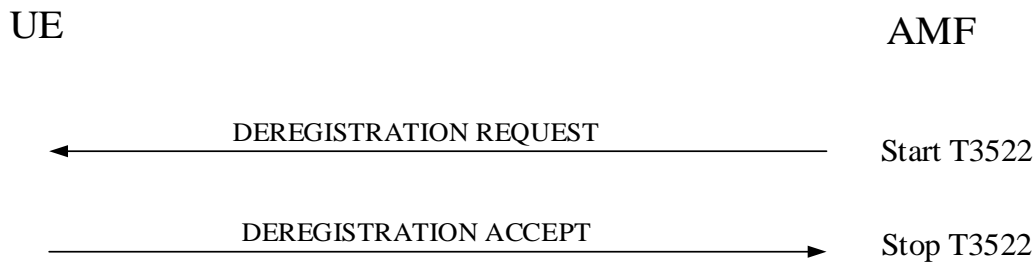 UE
AMF
DEREGISTRATION REQUEST
Start T3522
DEREGISTRATION ACCEPT
Stop T3522